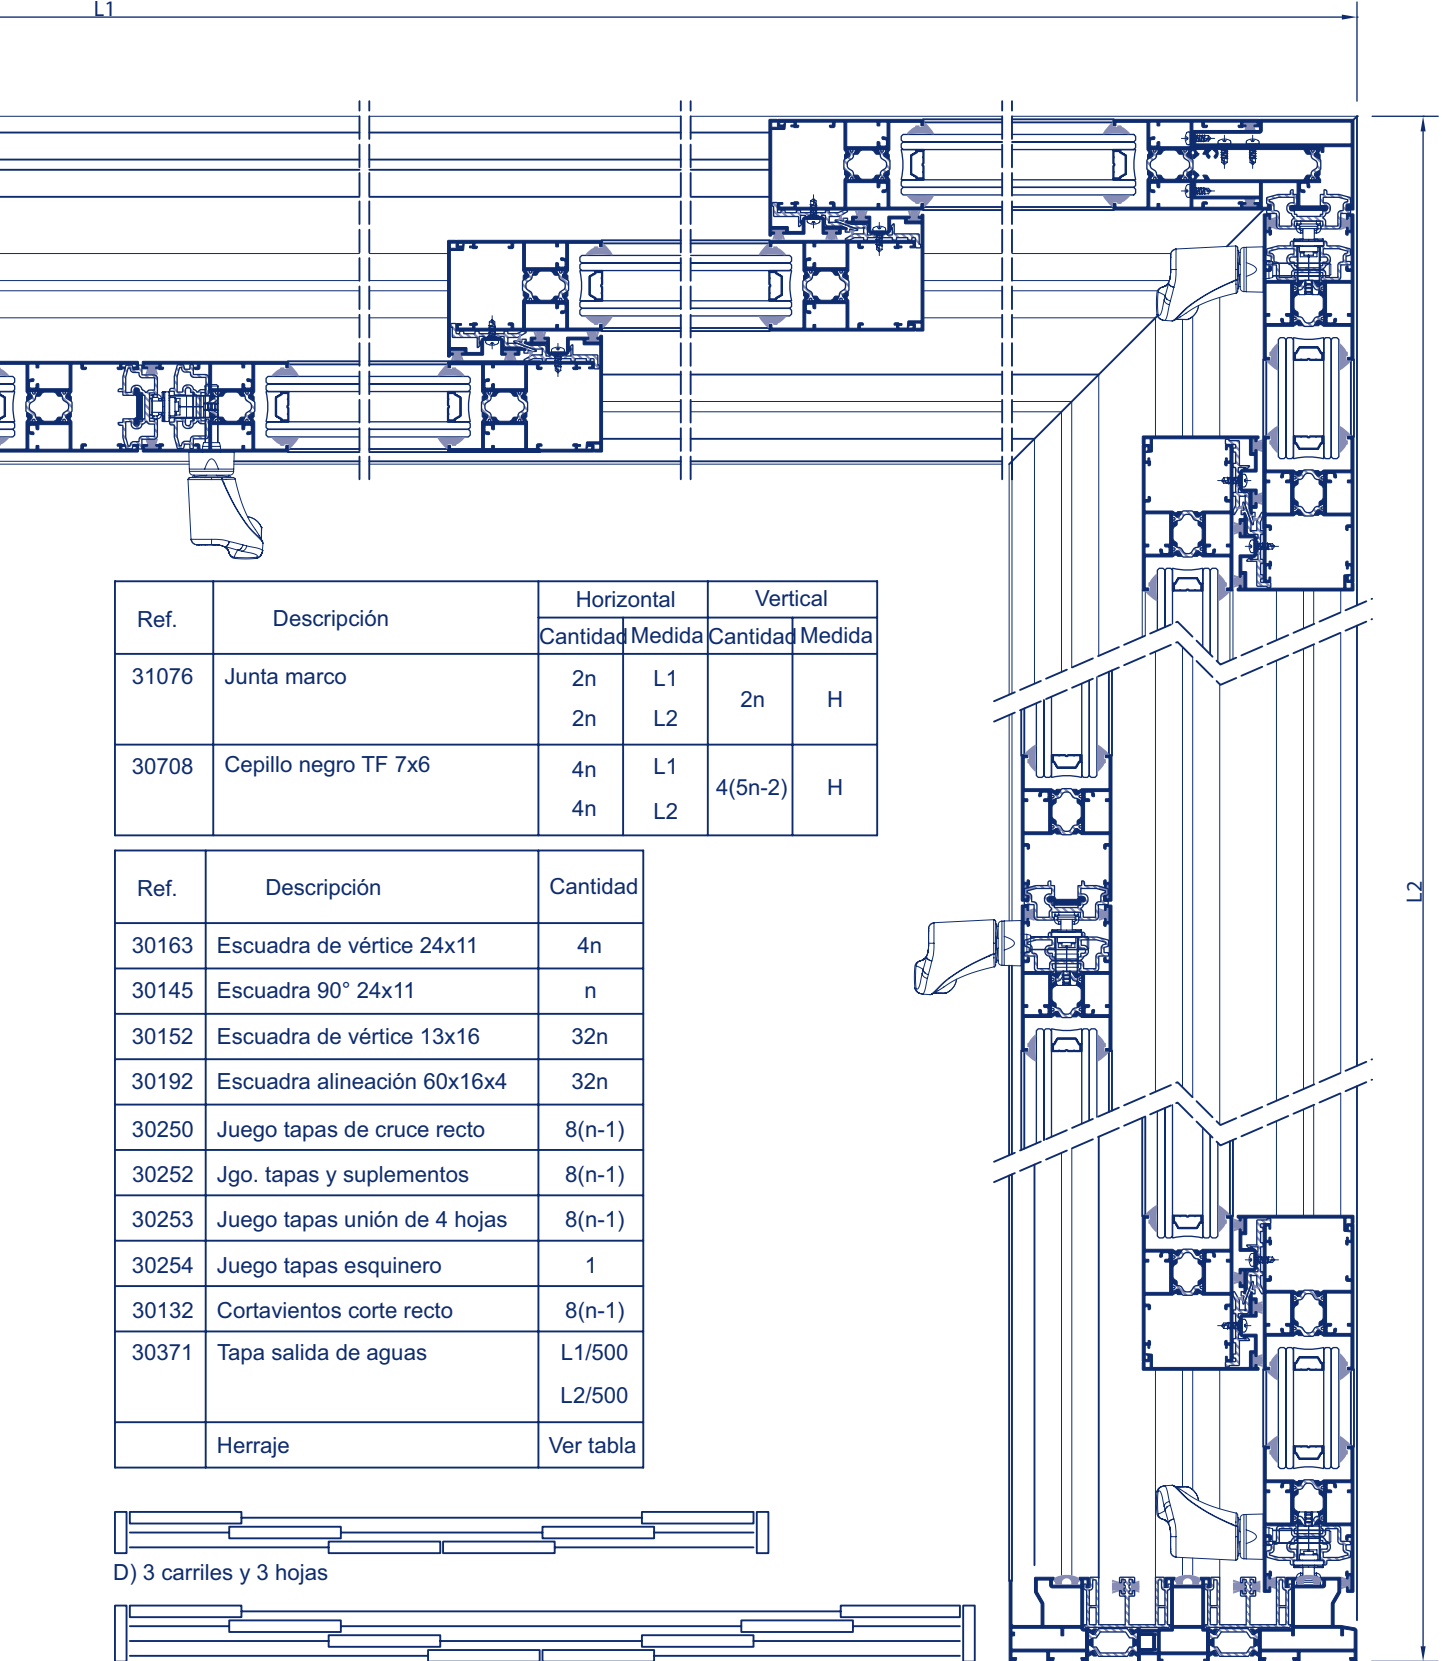 L1
Ref. Descripción Horizontal Vertical
Cantidad Medida Cantidad Medida
31076 Junta marco 2n L1 2n H
2n L2
30708 Cepillo negro TF 7x6 4n L1 4(5n-2) H
4n L2
Ref. Descripción Cantidad
30163 Escuadra de vértice 24x11 4n
30145 Escuadra 90° 24x11 n
30152 Escuadra de vértice 13x16 32n
30192 Escuadra alineación 60x16x4 32n
30250 Juego tapas de cruce recto 8(n-1)
30252 Jgo. tapas y suplementos 8(n-1)
30253 Juego tapas unión de 4 hojas 8(n-1)
30254 Juego tapas esquinero 1
30132 Cortavientos corte recto 8(n-1)
30371 Tapa salida de aguas L1/500
L2/500
Herraje Ver tabla
D) 3 carriles y 3 hojas
L2